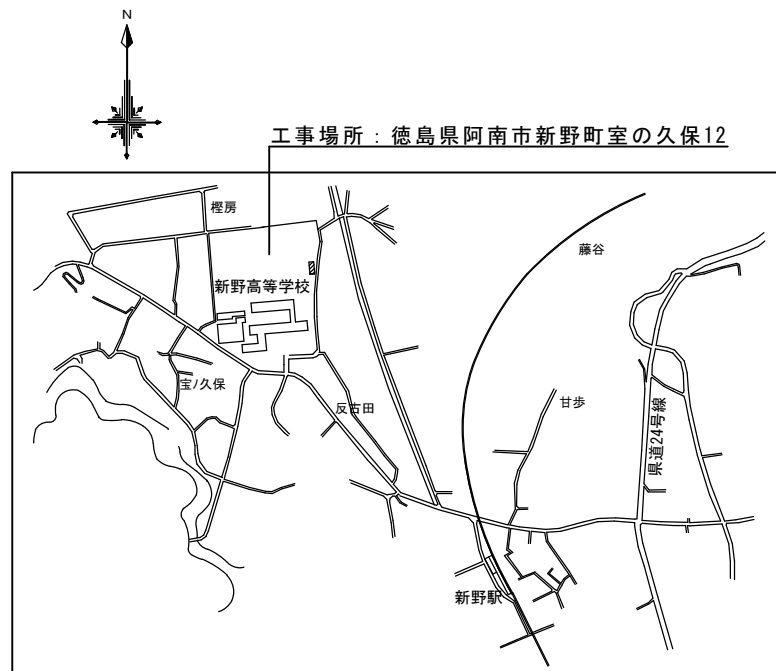 N
工事場所：徳島県阿南市新野町室の久保12
樫房
藤谷
新野高等学校
宝ノ久保
反古田
甘歩
県道24号線
新野駅